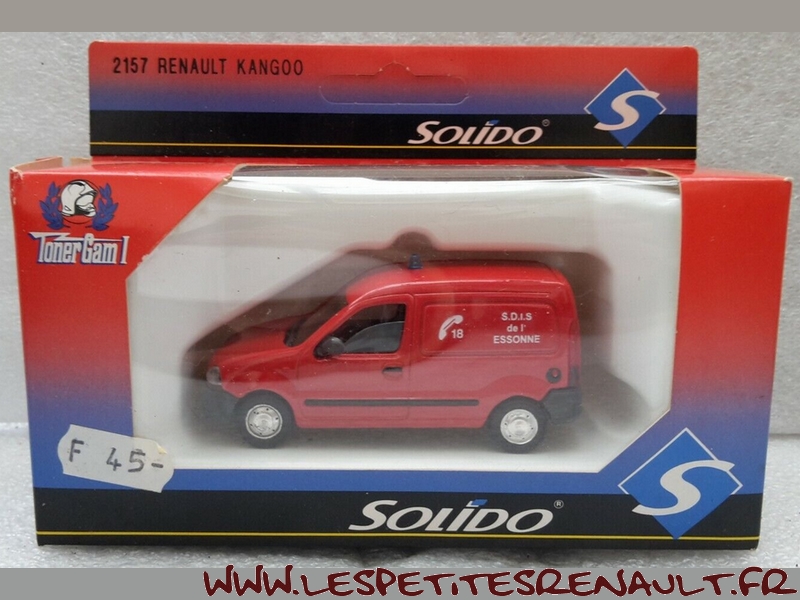 2157 RENAULT KANGOO
SOLIDO®
S
Toner Gam I
18
S.D.I.S
de l'
ESSONNE
F 45-
SOLIDO®
S
WWW.LESPETITESRENAULT.FR